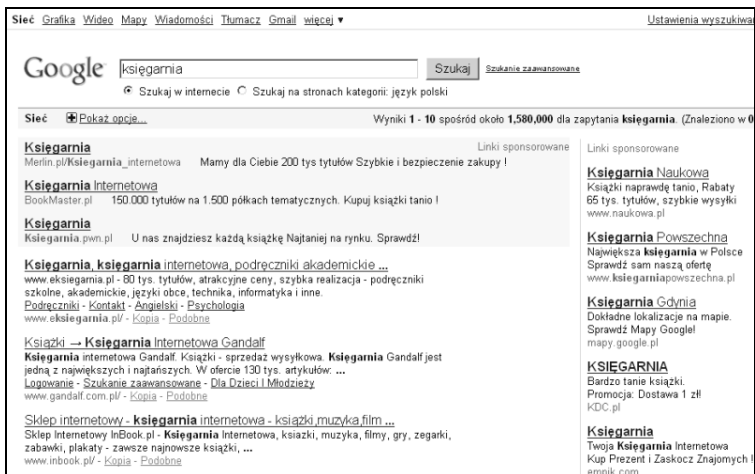 Sieć Grafika Wideo Mapy Wiadomości Tłumacz Gmail więcej ▼ Ustawienia wyszukiwa
Google księgarnia Szukaj Szukanie zaawansowane
Szukaj w internecie Szukaj na stronach kategorii: język polski
Sieć Pokaż opcje... Wyniki 1 - 10 spośród około 1,580,000 dla zapytania księgarnia. (Znaleziono w 0
Księgarnia Linki sponsorowane
Merlin.pl/Ksiegarnia_internetowa Mamy dla Ciebie 200 tys tytułów Szybkie i bezpieczenie zakupy !
Księgarnia Internetowa
BookMaster.pl 150.000 tytułów na 1.500 półkach tematycznych. Kupuj książki tanio !
Księgarnia
Ksiegarnia.pwn.pl U nas znajdziesz każdą książkę Najtaniej na rynku. Sprawdź!
Księgarnia, księgarnia internetowa, podręczniki akademickie ...
www.eksiegarnia.pl - 80 tys. tytułów, atrakcyjne ceny, szybka realizacja - podręczniki
szkolne, akademickie, języki obce, technika, informatyka i inne.
Podręczniki - Kontakt - Angielski - Psychologia
www.eksiegarnia.pl/ - Kopia - Podobne
Książki → Księgarnia Internetowa Gandalf
Księgarnia internetowa Gandalf. Książki - sprzedaż wysyłkowa. Księgarnia Gandalf jest
jedną z największych i najtańszych. W ofercie 130 tys. artykułów: ...
Logowanie - Szukanie zaawansowane - Dla Dzieci I Młodzieży
www.gandalf.com.pl/ - Kopia - Podobne
Sklep internetowy - księgarnia internetowa - książki,muzyka,film ...
Sklep Internetowy InBook.pl - Księgarnia Internetowa, ksiazki, muzyka, filmy, gry, zegarki,
zabawki, plakaty - zawsze najnowsze książki, ...
www.inbook.pl/ - Kopia - Podobne
Linki sponsorowane
Księgarnia Naukowa
Książki naprawdę tanio, Rabaty
65 tys. tytułów, szybkie wysyłki
www.naukowa.pl
Księgarnia Powszechna
Największa księgarnia w Polsce
Sprawdź sam naszą ofertę
www.ksiegarniapowszechna.pl
Księgarnia Gdynia
Dokładne lokalizacje na mapie.
Sprawdź Mapy Google!
mapy.google.pl
KSIĘGARNIA
Bardzo tanie książki.
Promocja: Dostawa 1 zł!
KDC.pl
Księgarnia
Twoja Księgarnia Internetowa
Kup Prezent i Zaskocz Znajomych
empik.com